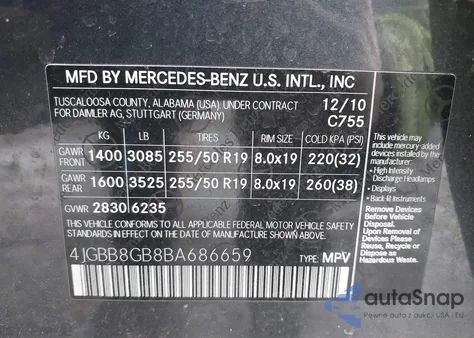 MFD BY MERCEDES-BENZ U.S. INTL., INC
TUSCALOOSA COUNTY, ALABAMA (USA) UNDER CONTRACT
FOR DAIMLER AG, STUTTGART (GERMANY)
12/10
C755
KG LB TIRES RIM SIZE COLD KPA (PSI)
GAWR FRONT 1400 3085 255/50 R19 8.0x19 220(32)
GAWR REAR 1600 3525 255/50 R19 8.0x19 260(38)
GVWR 2830 6235
THIS VEHICLE CONFORMS TO ALL APPLICABLE
FEDERAL MOTOR VEHICLE SAFETY STANDARDS
IN EFFECT ON THE DATE OF MANUFACTURE
SHOWN ABOVE.
4JGBB8GB8BA686659
TYPE: MPV
This vehicle may
include mercury-added
devices installed by the
manufacturer:
• High Intensity
Discharge Headlamps
• Displays
• Back-lit Instruments
Remove Devices
Before Vehicle
Disposal.
Upon Removal of
Devices Please
Reuse, Recycle or
Dispose as
Hazardous Waste.
autoSnap
Pewne auta z aukcji USA i EU